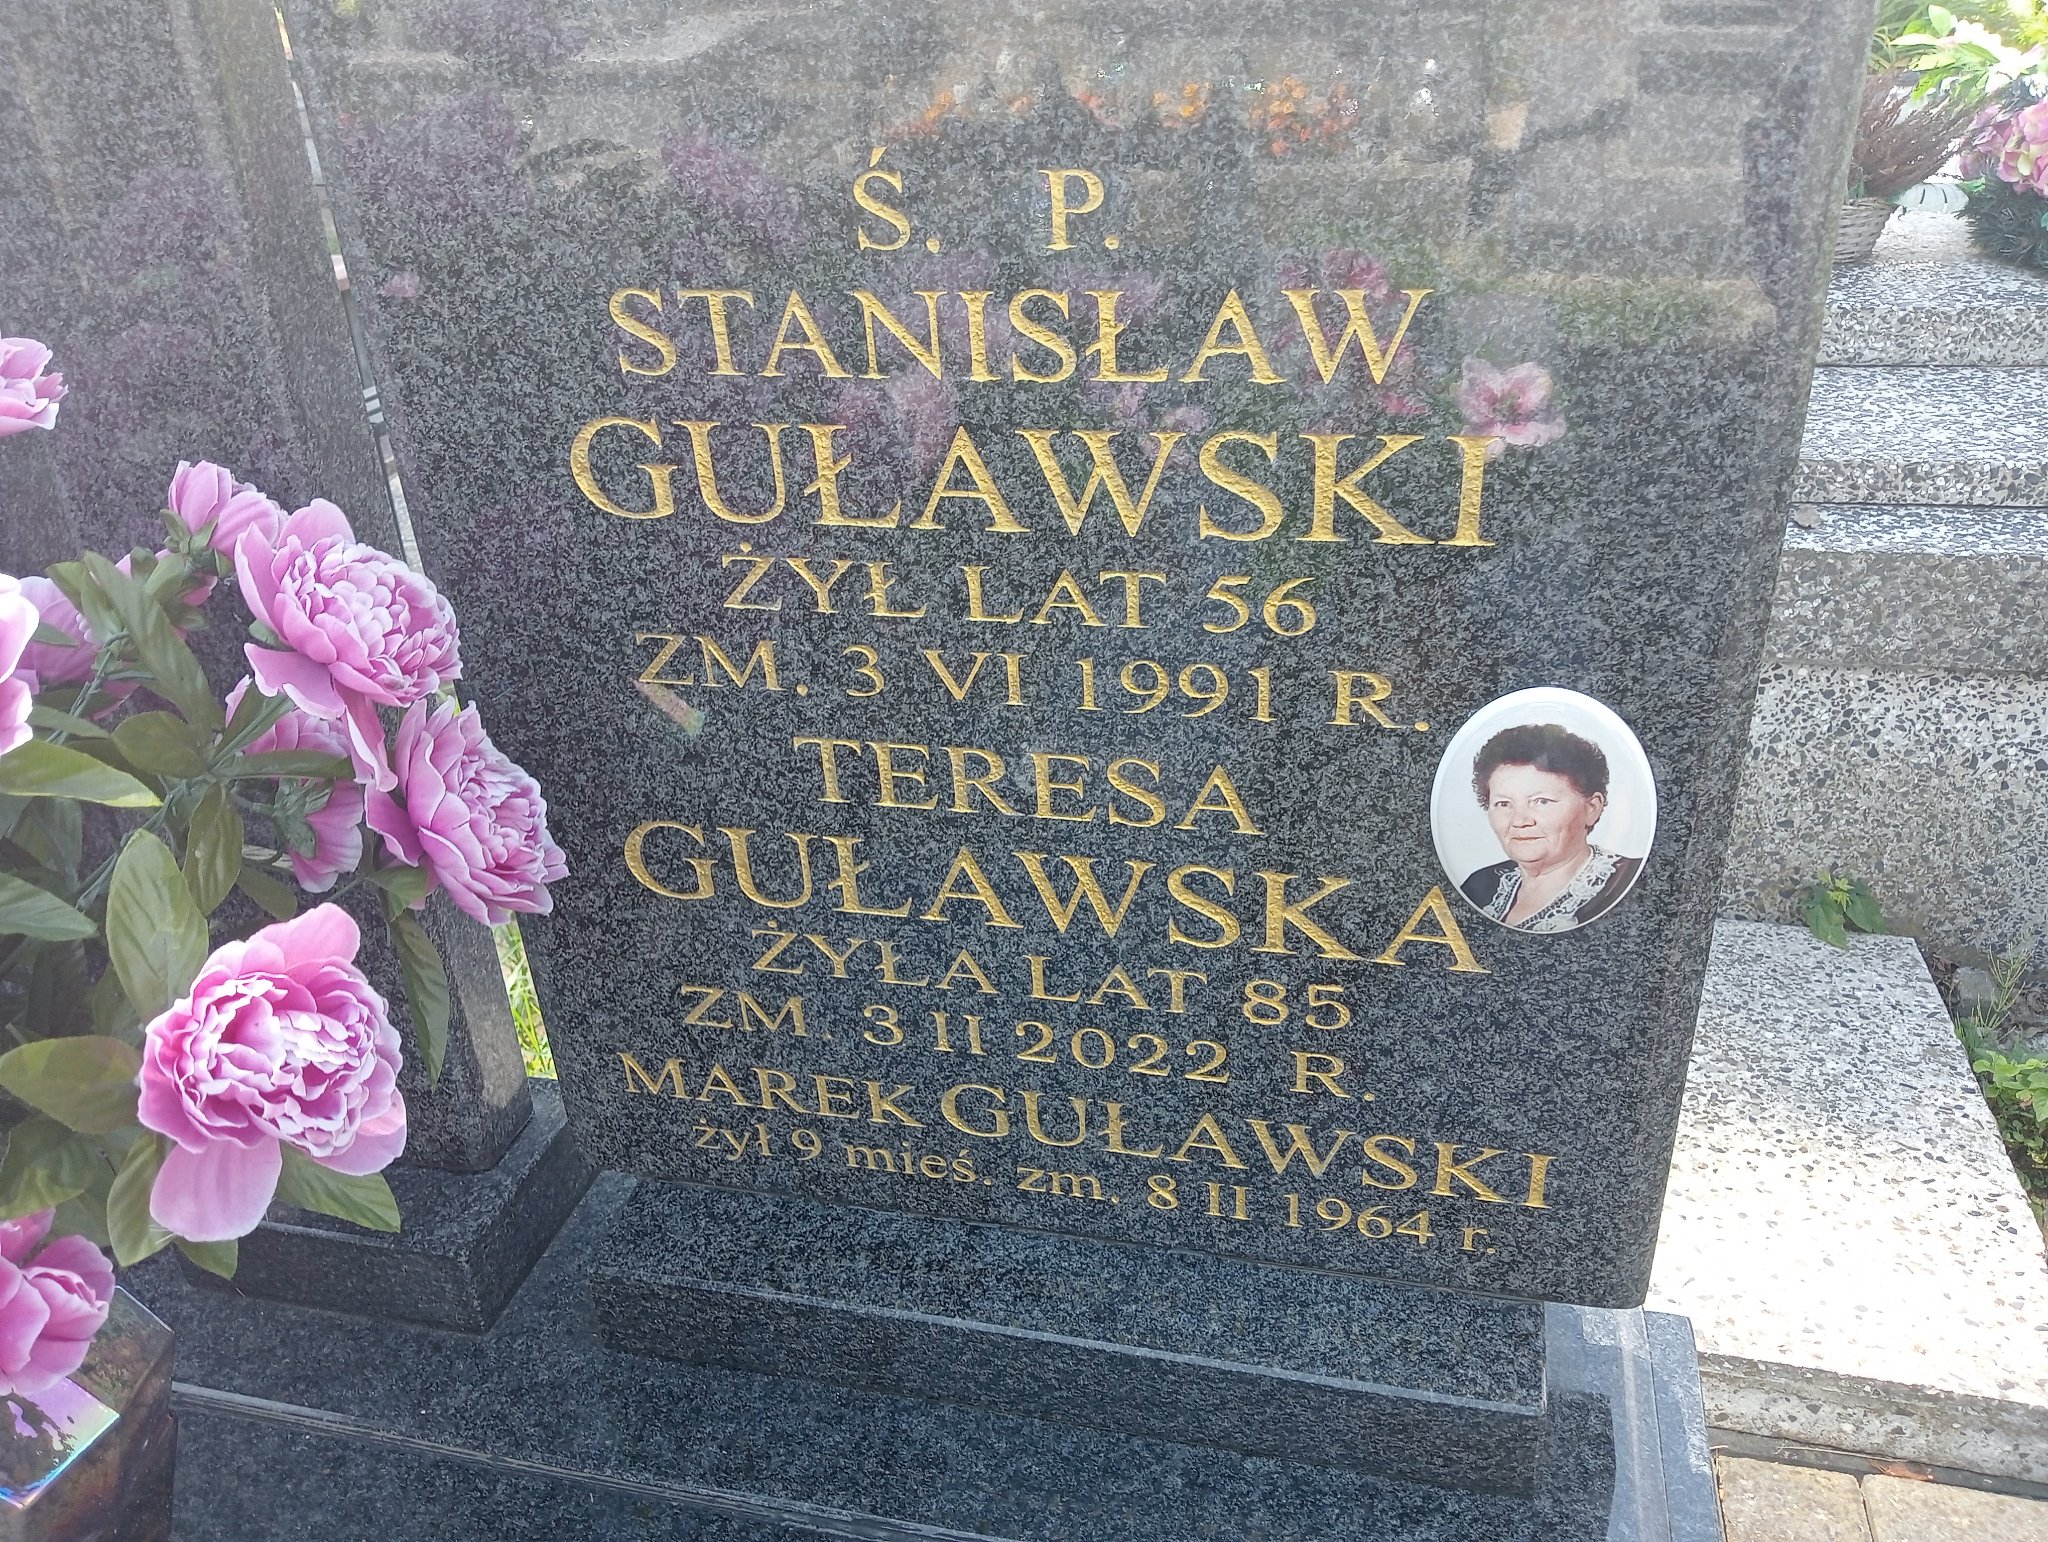 Ś. P.
STANISŁAW
GUŁAWSKI
ŻYŁ LAT 56
ZM. 3 VI 1991 R.
TERESA
GUŁAWSKA
ŻYŁA LAT 85
ZM. 3 II 2022 R.
MAREK GUŁAWSKI
żył 9 mieś. zm. 8 II 1964 r.